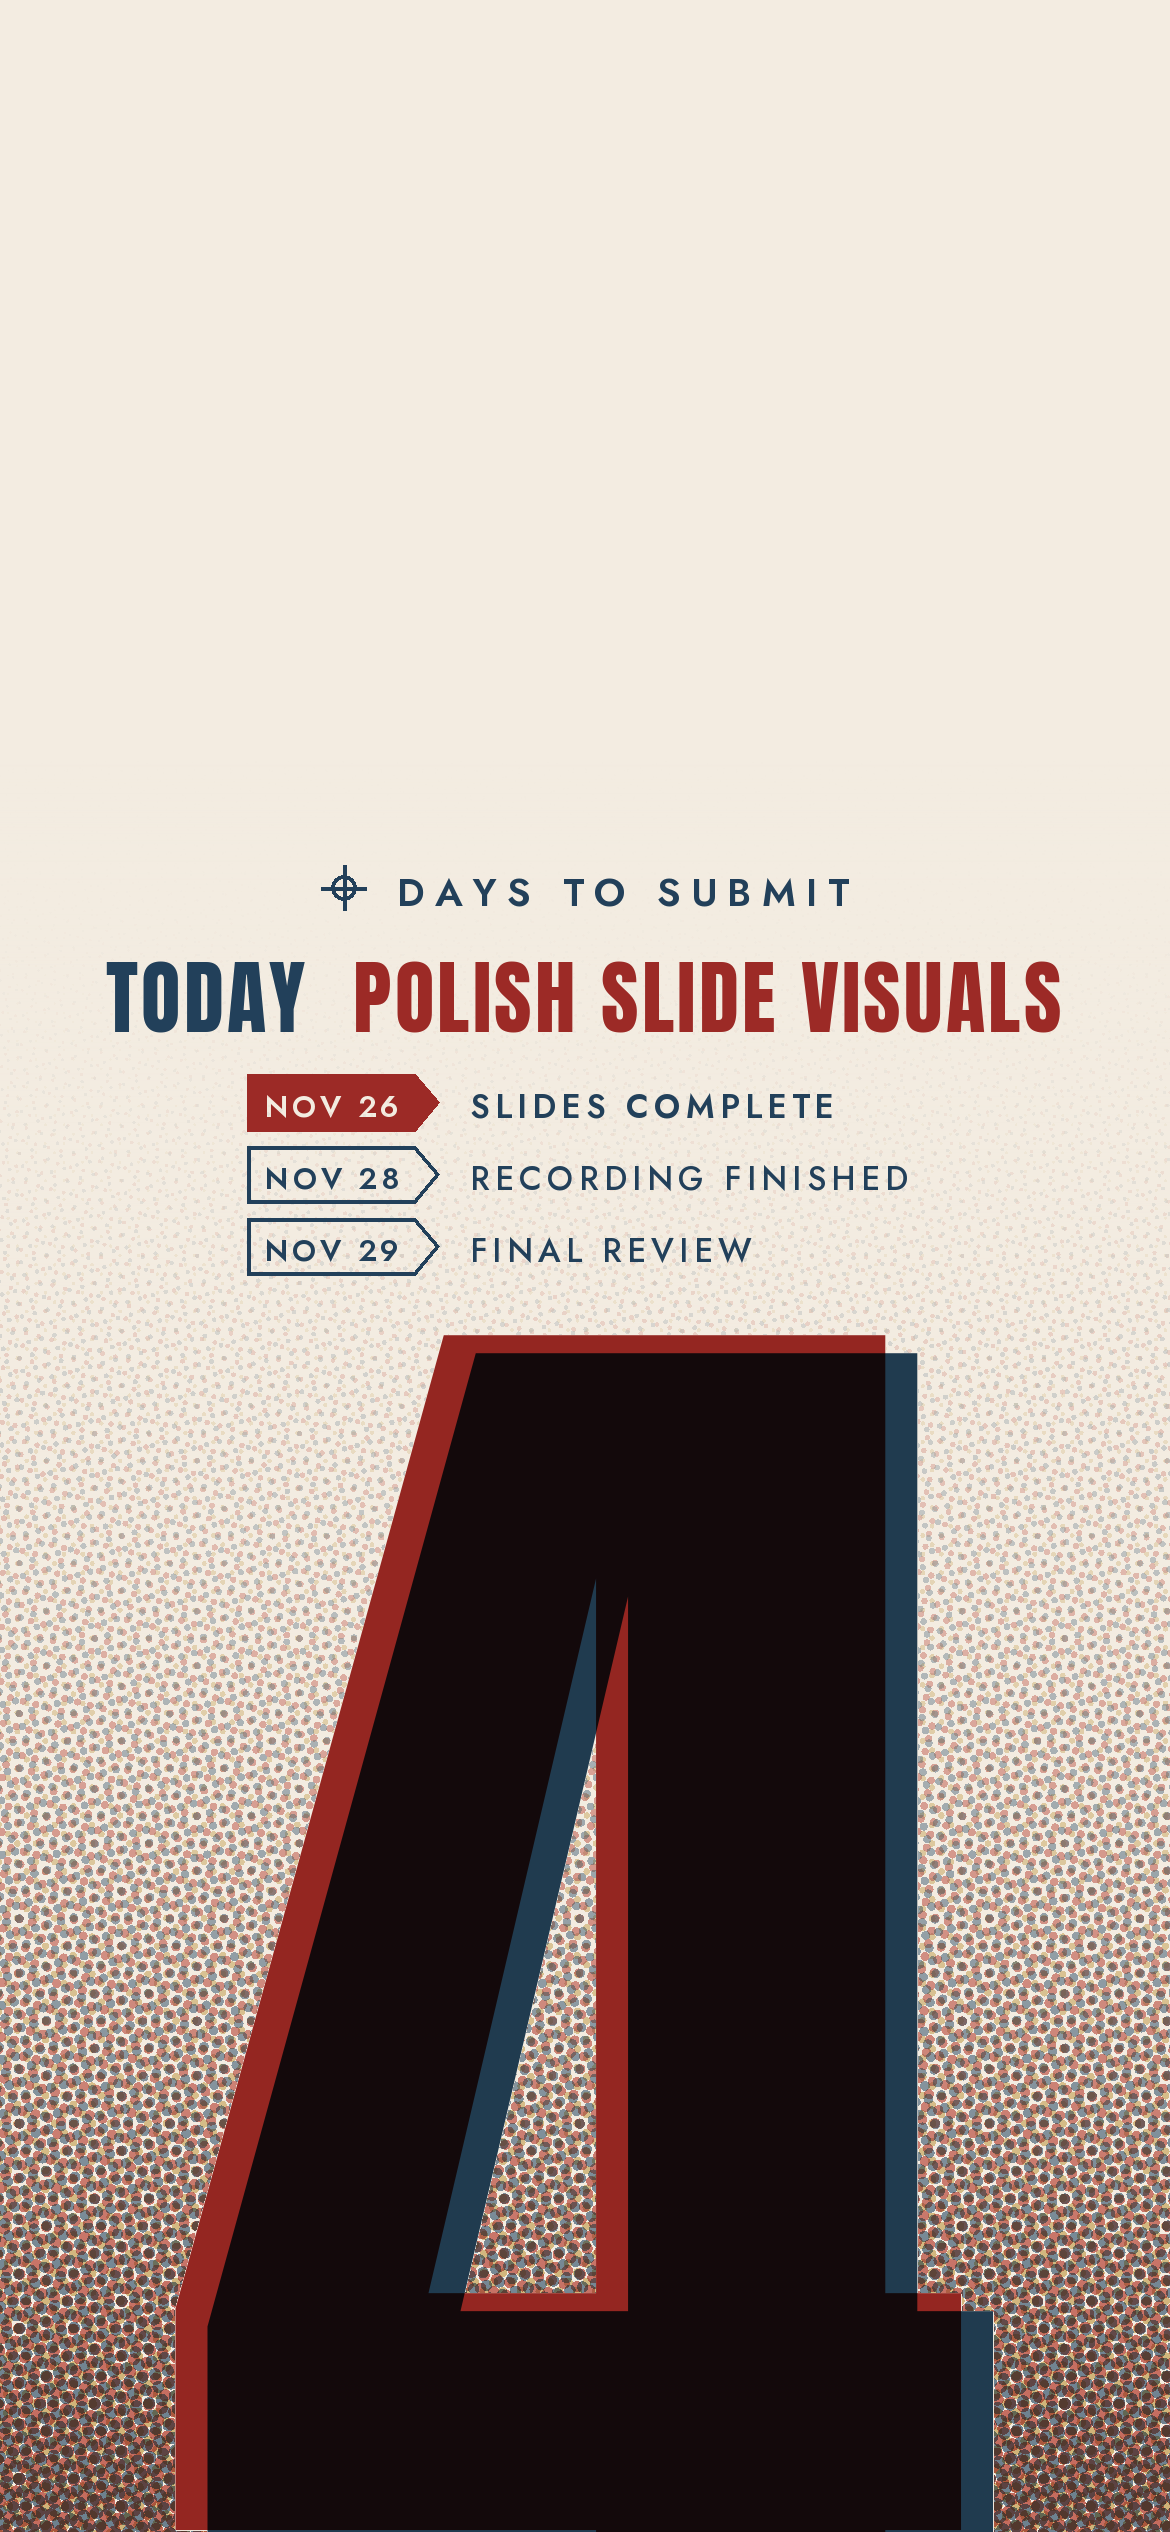 DAYS TO SUBMIT
TODAY POLISH SLIDE VISUALS
NOV 26 SLIDES COMPLETE
NOV 28 RECORDING FINISHED
NOV 29 FINAL REVIEW
4